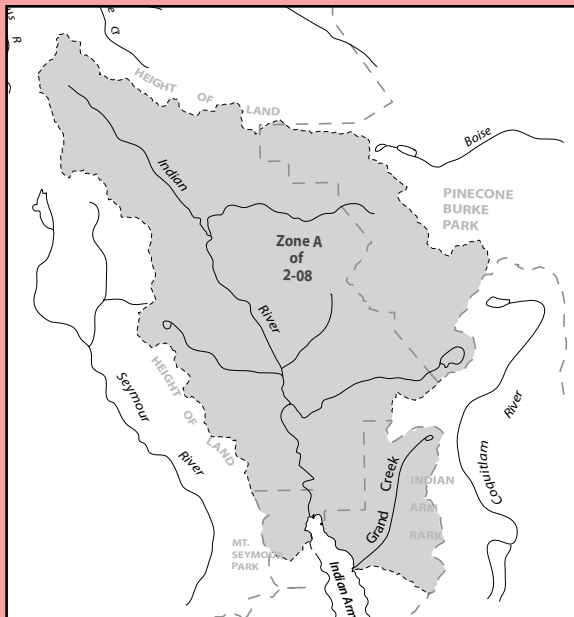 HEIGHT OF LAND
Boise
Indian
PINECONE
BURKE
PARK
Zone A
of
2-08
River
HEIGHT OF LAND
Seymour
River
River
Coquitlam
Grand Creek
INDIAN
ARM
RARK
MT.
SEYMOUR
PARK
Indian Arm